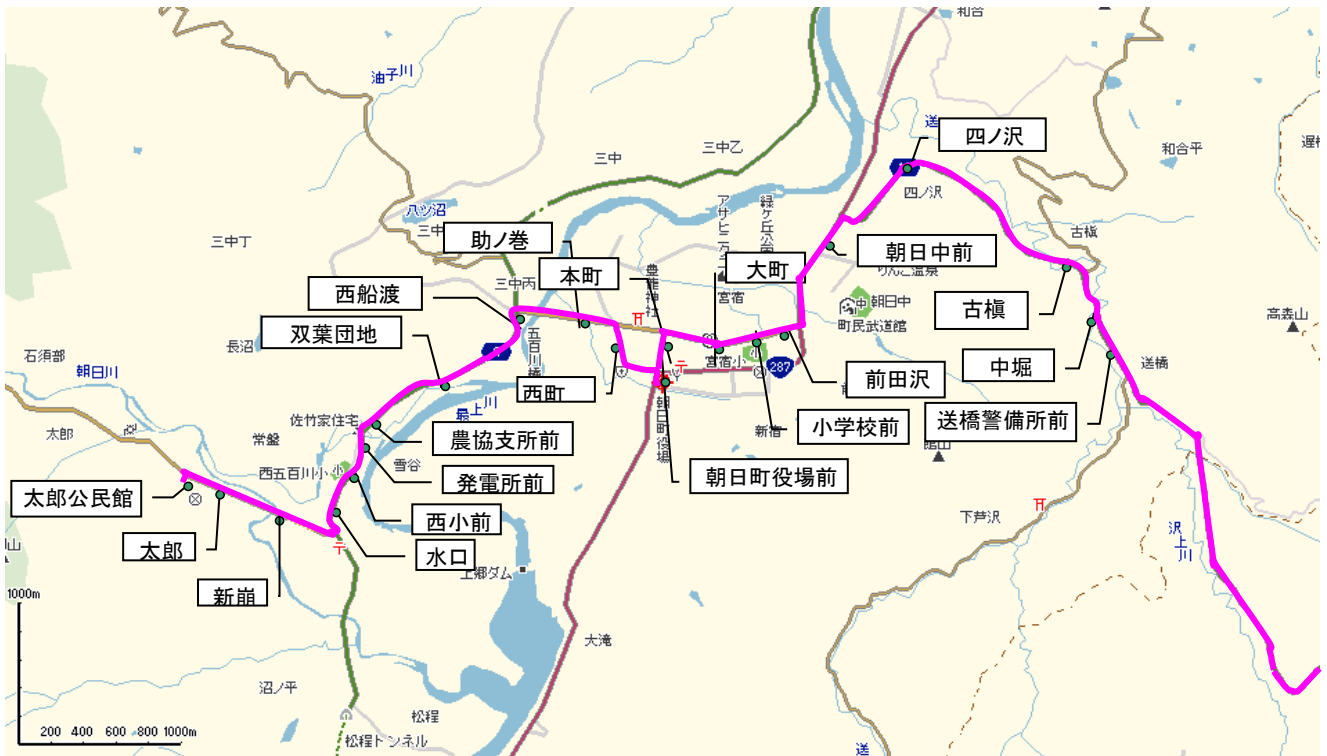 和合
油子川
三中乙
三中
送
四ノ沢
和合平
四ノ沢
八ツ沼
三中丁
助ノ巻
アサヒ
緑ケ丘公園
古槇
朝日中前
本町
豊龍神社
大町
りんご温泉
西船渡
三中丙
宮宿
中
朝日中
町民武道館
古槇
高森山
双葉団地
長沼
五百川橋
石須部
宮宿小
小
287
中堀
送橋
朝日川
西町
前田沢
最上川
佐竹家住宅
農協支所前
朝日町役場
新宿
小学校前
送橋警備所前
太郎
常盤
西五百川小
小
雪谷
発電所前
朝日町役場前
太郎公民館
西小前
下芦沢
沢上川
太郎
水口
上郷ダム
新崩
1000m
大滝
沼ノ平
松程
200 400 600 800 1000m
松程トンネル
送